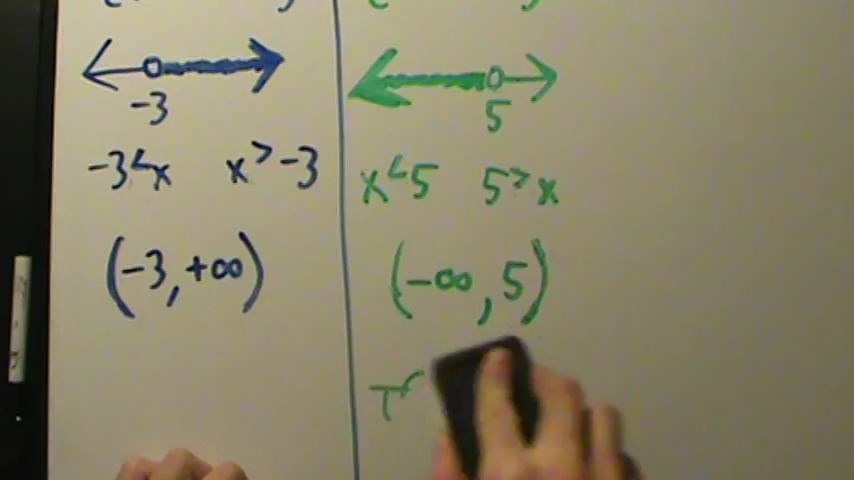 -3
-3<x x>-3
(-3,+∞)
5
x<5 5>x
(-∞,5)